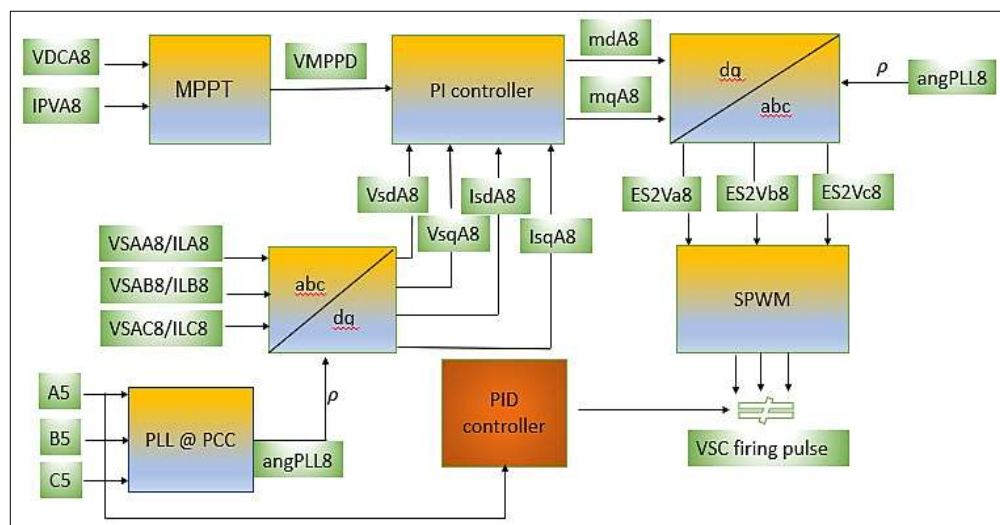 VDCA8
IPVA8
MPPT
VMPPD
PI controller
mdA8
mqA8
dq
abc
ρ
angPLL8
VsdA8
VsqA8
IsdA8
IsqA8
ES2Va8
ES2Vb8
ES2Vc8
VSAA8/ILA8
VSAB8/ILB8
VSAC8/ILC8
abc
dq
SPWM
A5
B5
C5
PLL @ PCC
ρ
angPLL8
PID
controller
VSC firing pulse